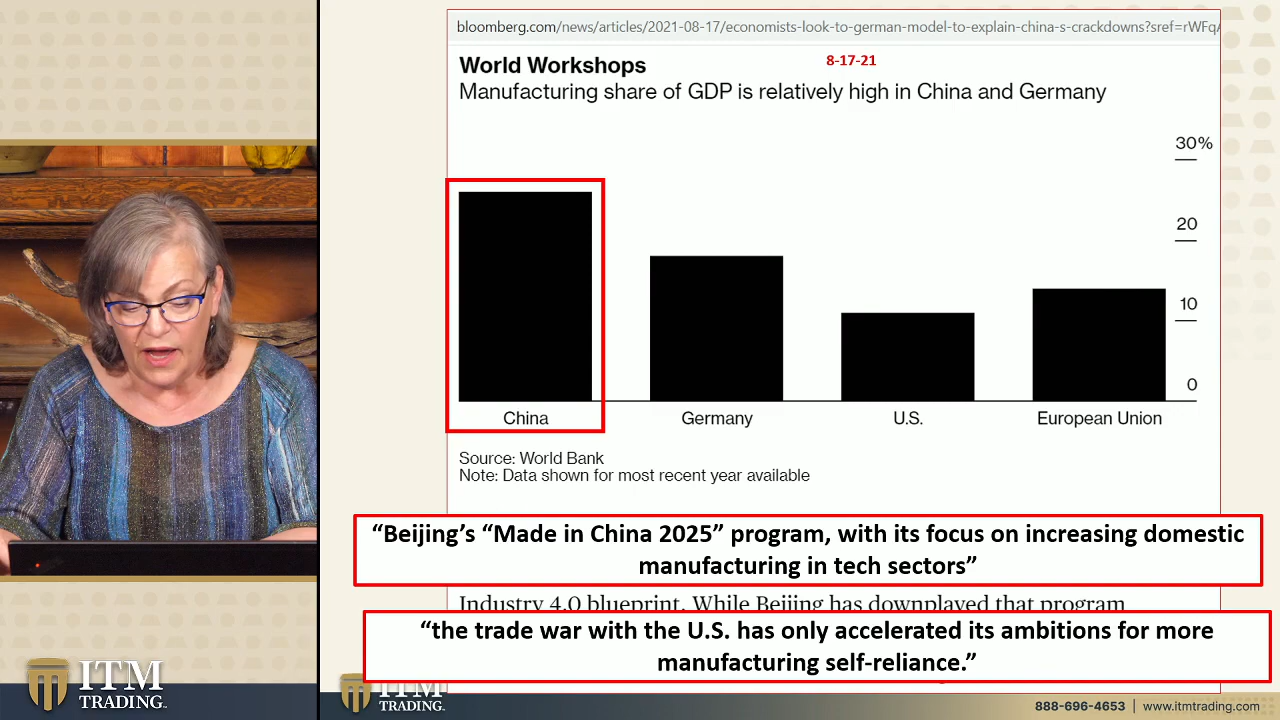 bloomberg.com/news/articles/2021-08-17/economists-look-to-german-model-to-explain-china-s-crackdowns?sref=rWFq
World Workshops
8-17-21
Manufacturing share of GDP is relatively high in China and Germany
30%
20
10
0
China
Germany
U.S.
European Union
Source: World Bank
Note: Data shown for most recent year available
“Beijing’s “Made in China 2025” program, with its focus on increasing domestic
manufacturing in tech sectors”
Industry 4.0 blueprint. While Beijing has downplayed that program
“the trade war with the U.S. has only accelerated its ambitions for more
manufacturing self-reliance.”
ITM
TRADING
ITM
TRADING
888-696-4653 | www.itmtrading.com